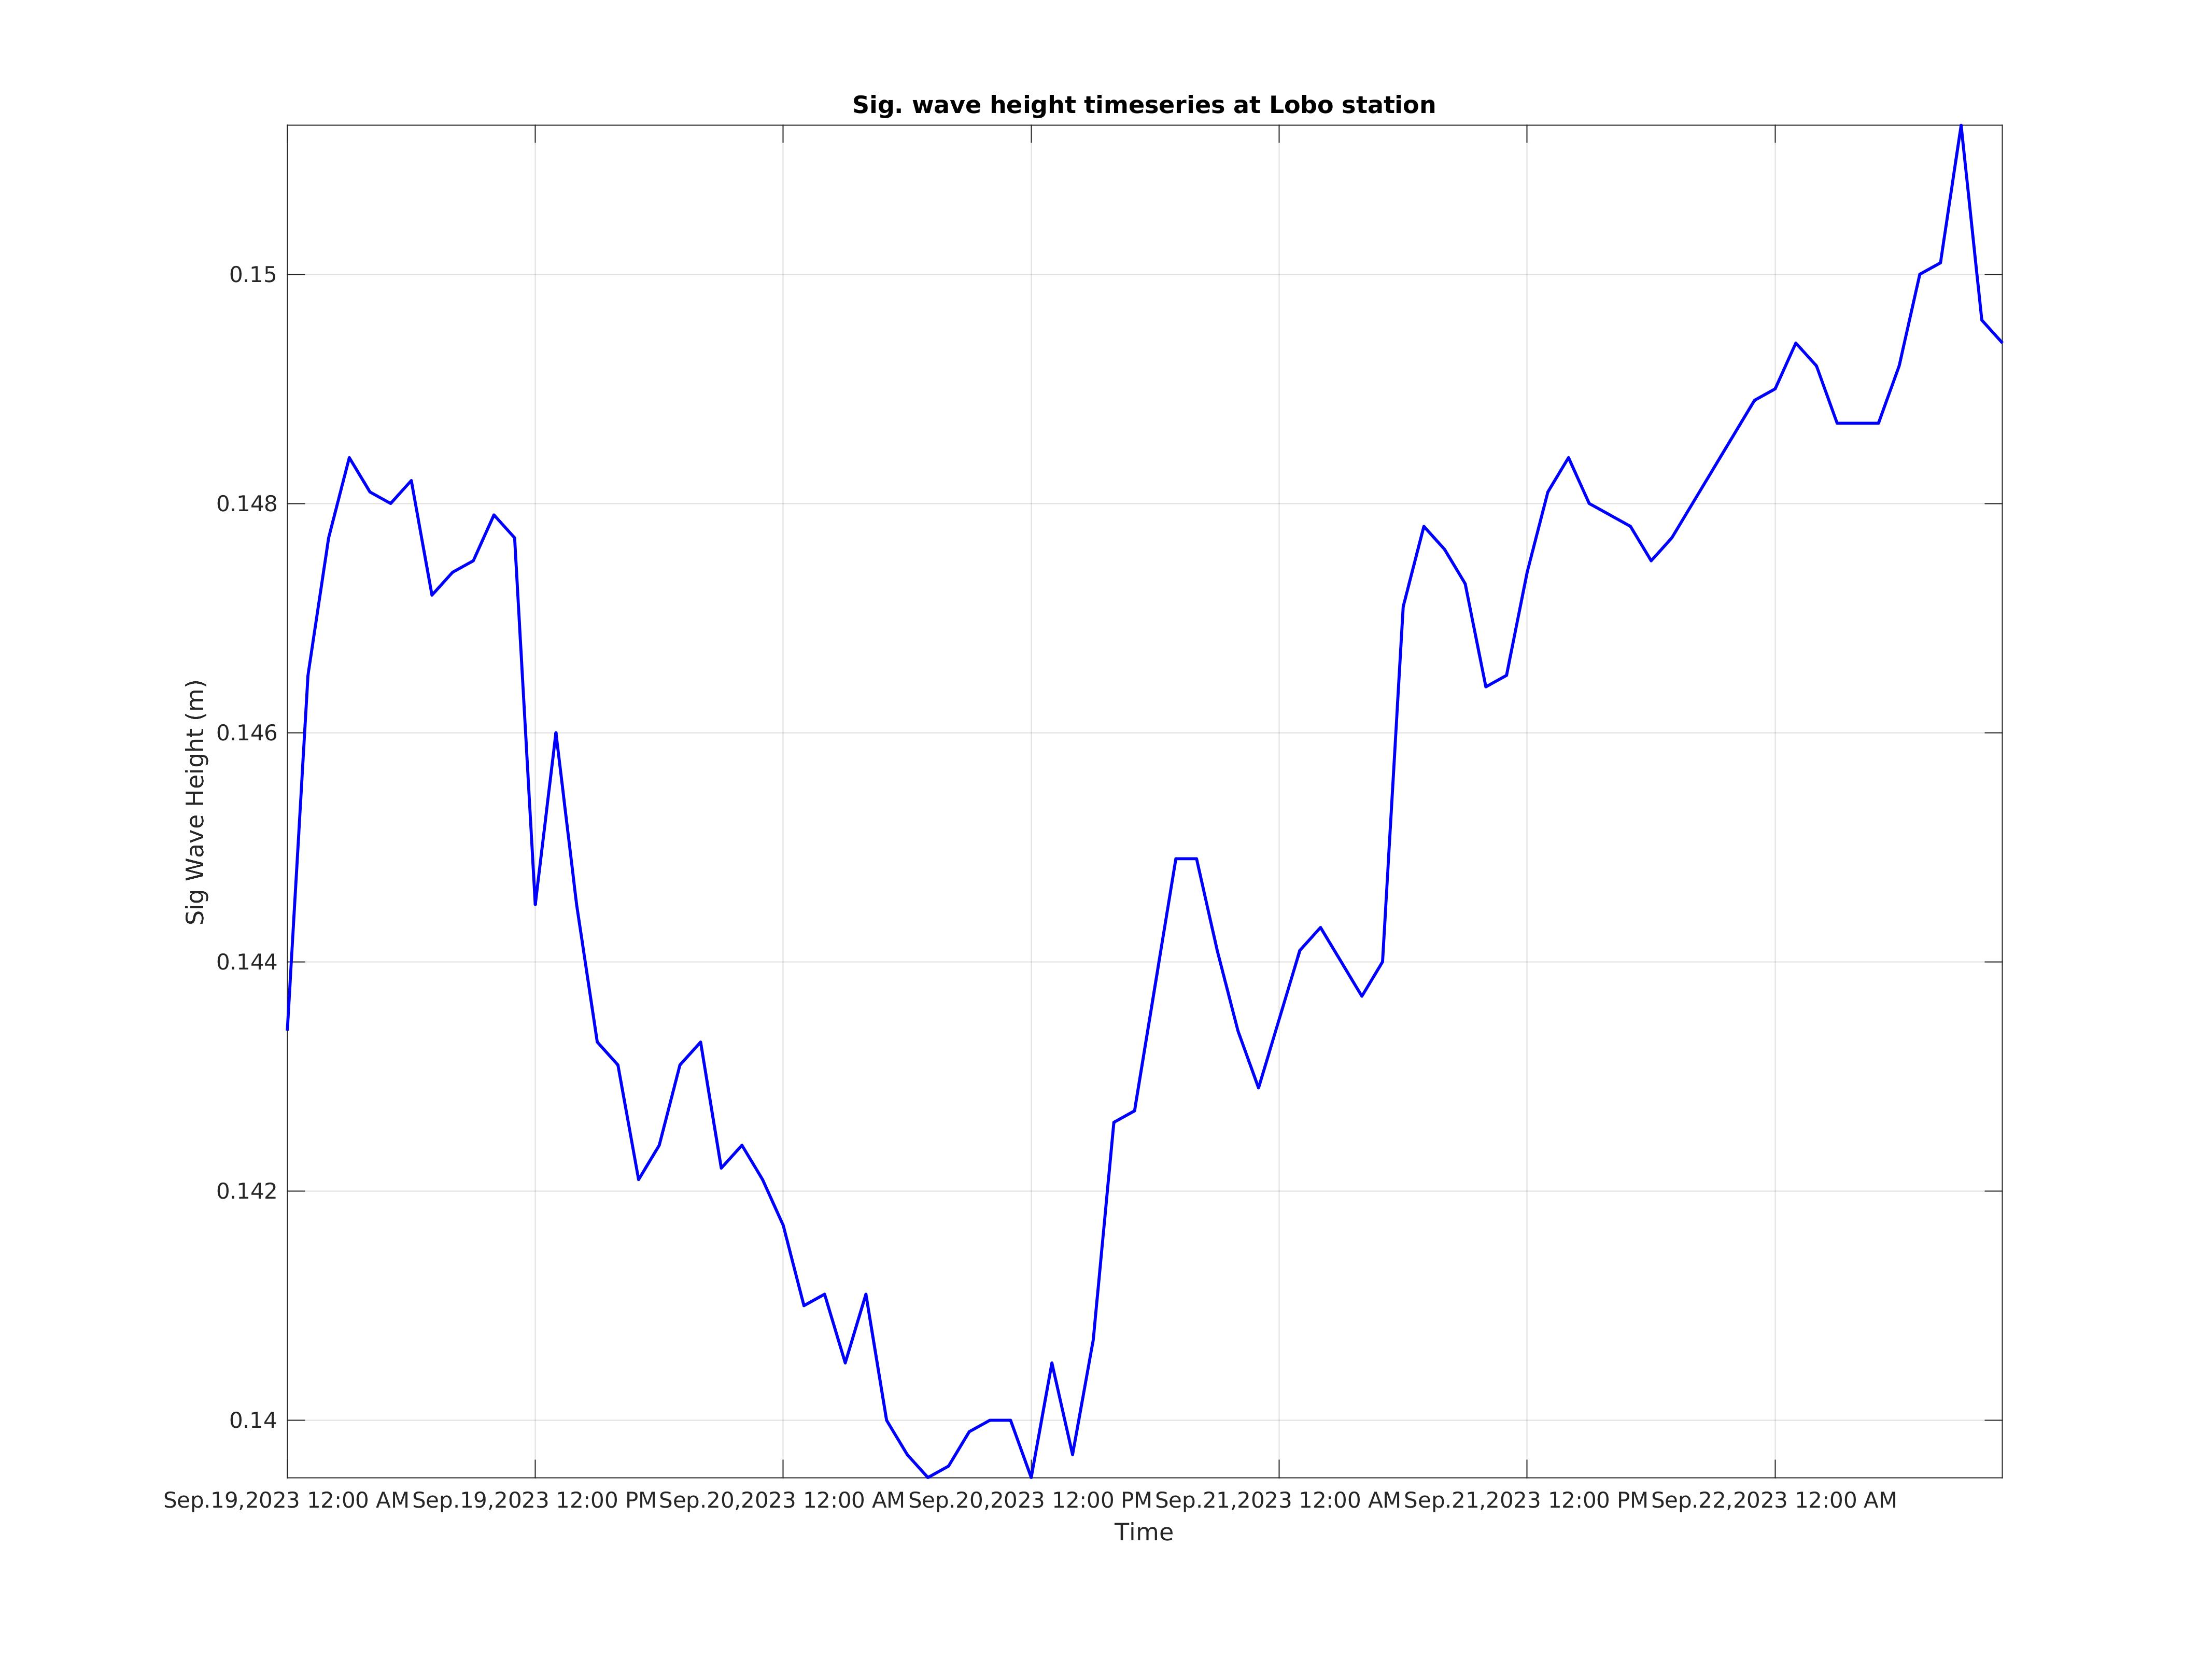 Sig. wave height timeseries at Lobo station
Sig Wave Height (m)
0.15
0.148
0.146
0.144
0.142
0.14
Sep.19,2023 12:00 AM
Sep.19,2023 12:00 PM
Sep.20,2023 12:00 AM
Sep.20,2023 12:00 PM
Sep.21,2023 12:00 AM
Sep.21,2023 12:00 PM
Sep.22,2023 12:00 AM
Time